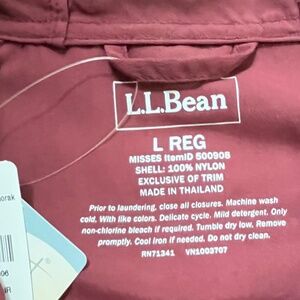 L.L.Bean
L REG
MISSES ItemID 500908
SHELL: 100% NYLON
EXCLUSIVE OF TRIM
MADE IN THAILAND
Prior to laundering, close all closures. Machine wash
cold. With like colors. Delicate cycle. Mild detergent. Only
non-chlorine bleach if required. Tumble dry low. Remove
promptly. Cool iron if needed. Do not dry clean.
RN71341 VN1003707
orak
06